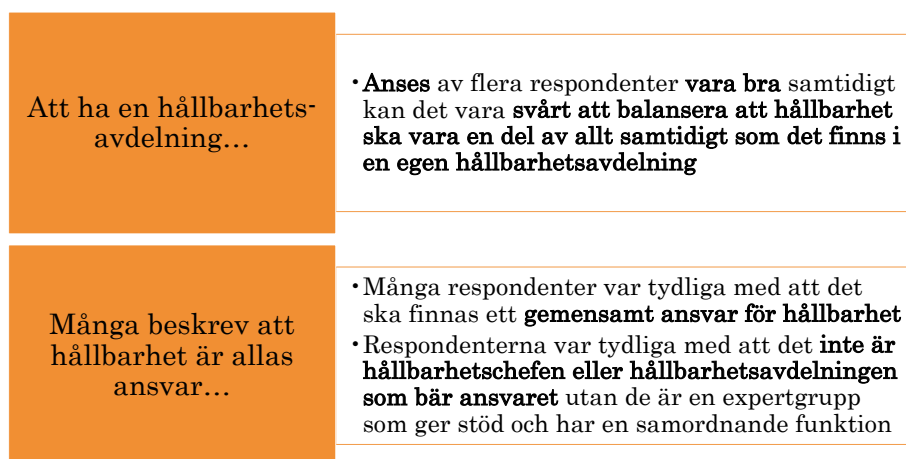 Att ha en hållbarhets-
avdelning…
•Anses av flera respondenter vara bra samtidigt
kan det vara svårt att balansera att hållbarhet
ska vara en del av allt samtidigt som det finns i
en egen hållbarhetsavdelning
Många beskrev att
hållbarhet är allas
ansvar…
•Många respondenter var tydliga med att det
ska finnas ett gemensamt ansvar för hållbarhet
•Respondenterna var tydliga med att det inte är
hållbarhetschefen eller hållbarhetsavdelningen
som bär ansvaret utan de är en expertgrupp
som ger stöd och har en samordnande funktion